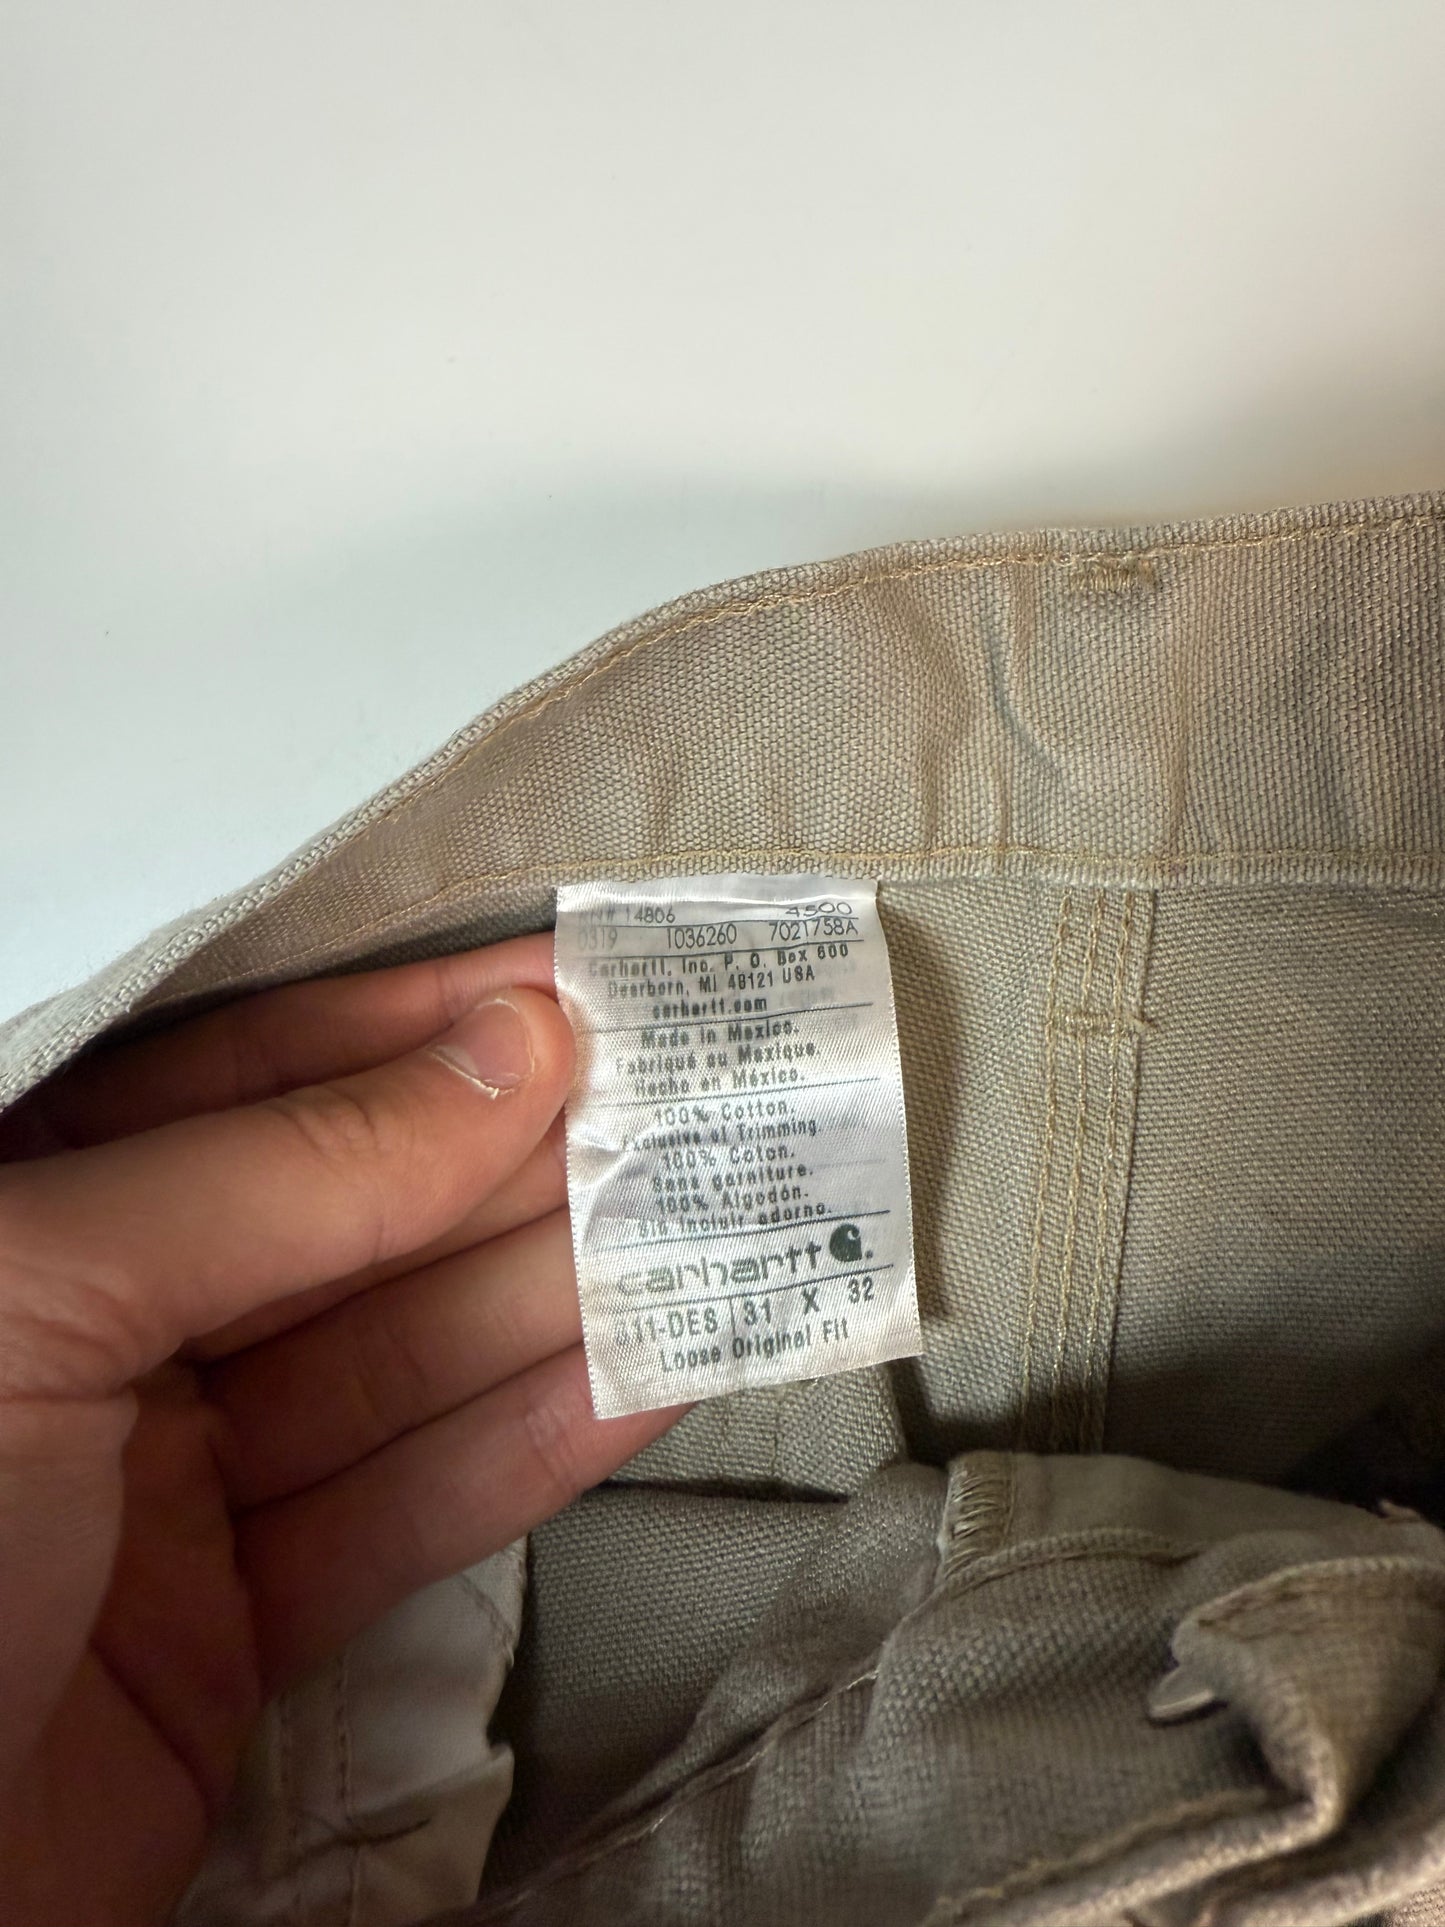 RN# 14806 4500
0319 1036260 7021758A
Carhartt, Inc. P. O. Box 600
Dearborn, MI 48121 USA
carhartt.com
Made in Mexico.
Fabriqué au Mexique.
Hecho en México.
100% Cotton.
Exclusive of Trimming
100% Coton.
Sans garniture.
100% Algodón.
Sin incluir adorno.
carhartt
11-DES 31 X 32
Loose Original Fit